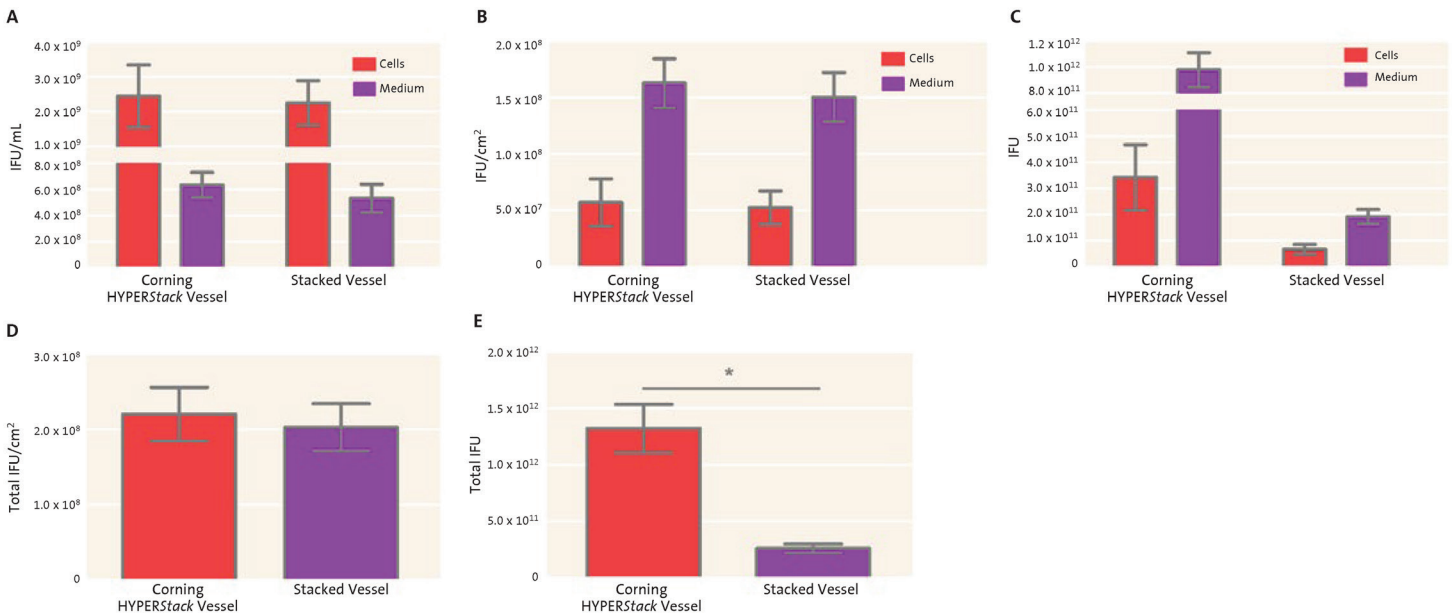 A
4.0 x 10⁹
3.0 x 10⁹
2.0 x 10⁹
1.0 x 10⁹
8.0 x 10⁸
6.0 x 10⁸
4.0 x 10⁸
2.0 x 10⁸
0
IFU/mL
Cells
Medium
Corning
HYPERStack Vessel
Stacked Vessel
B
2.0 x 10⁸
1.5 x 10⁸
1.0 x 10⁸
5.0 x 10⁷
0
IFU/cm²
Cells
Medium
Corning
HYPERStack Vessel
Stacked Vessel
C
1.2 x 10¹²
1.0 x 10¹²
8.0 x 10¹¹
6.0 x 10¹¹
5.0 x 10¹¹
4.0 x 10¹¹
3.0 x 10¹¹
2.0 x 10¹¹
1.0 x 10¹¹
0
IFU
Cells
Medium
Corning
HYPERStack Vessel
Stacked Vessel
D
3.0 x 10⁸
2.0 x 10⁸
1.0 x 10⁸
0
Total IFU/cm²
Corning
HYPERStack Vessel
Stacked Vessel
E
2.0 x 10¹²
1.5 x 10¹²
1.0 x 10¹²
5.0 x 10¹¹
0
Total IFU
*
Corning
HYPERStack Vessel
Stacked Vessel